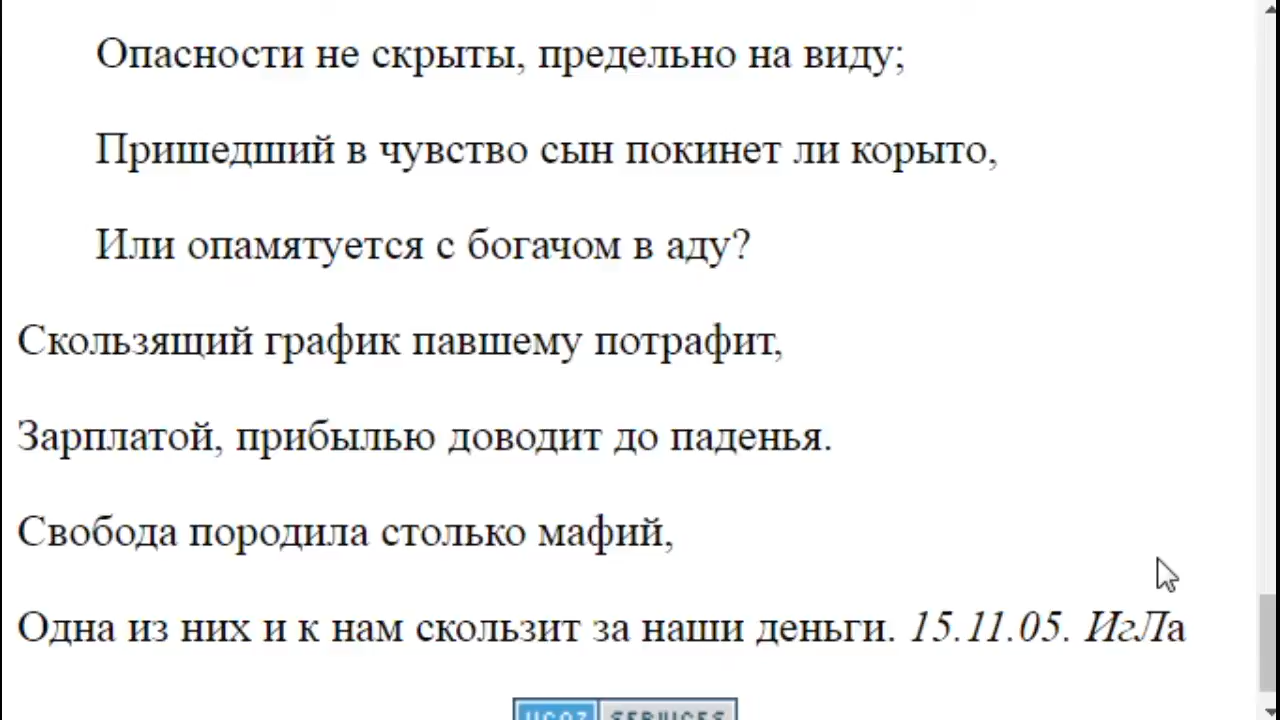 Опасности не скрыты, предельно на виду;
Пришедший в чувство сын покинет ли корыто,
Или опамятуется с богачом в аду?
Скользящий график павшему потрафит,
Зарплатой, прибылью доводит до паденья.
Свобода породила столько мафий,
Одна из них и к нам скользит за наши деньги. 15.11.05. ИгЛа
UCOZ SERVICES